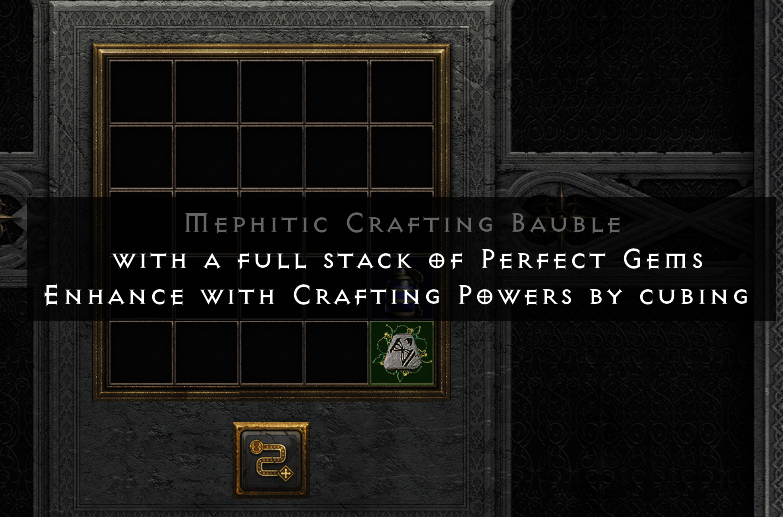 Mephitic Crafting Bauble
with a full stack of Perfect Gems
Enhance with Crafting Powers by cubing